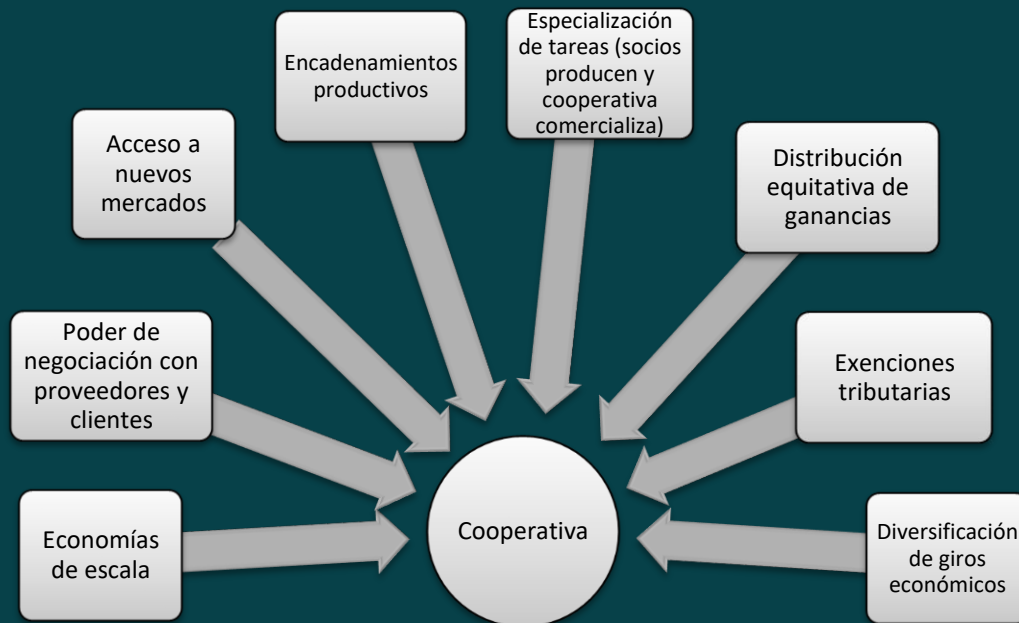 Economías
de escala
Poder de
negociación con
proveedores y
clientes
Acceso a
nuevos
mercados
Encadenamientos
productivos
Especialización
de tareas (socios
producen y
cooperativa
comercializa)
Distribución
equitativa de
ganancias
Exenciones
tributarias
Diversificación
de giros
económicos
Cooperativa